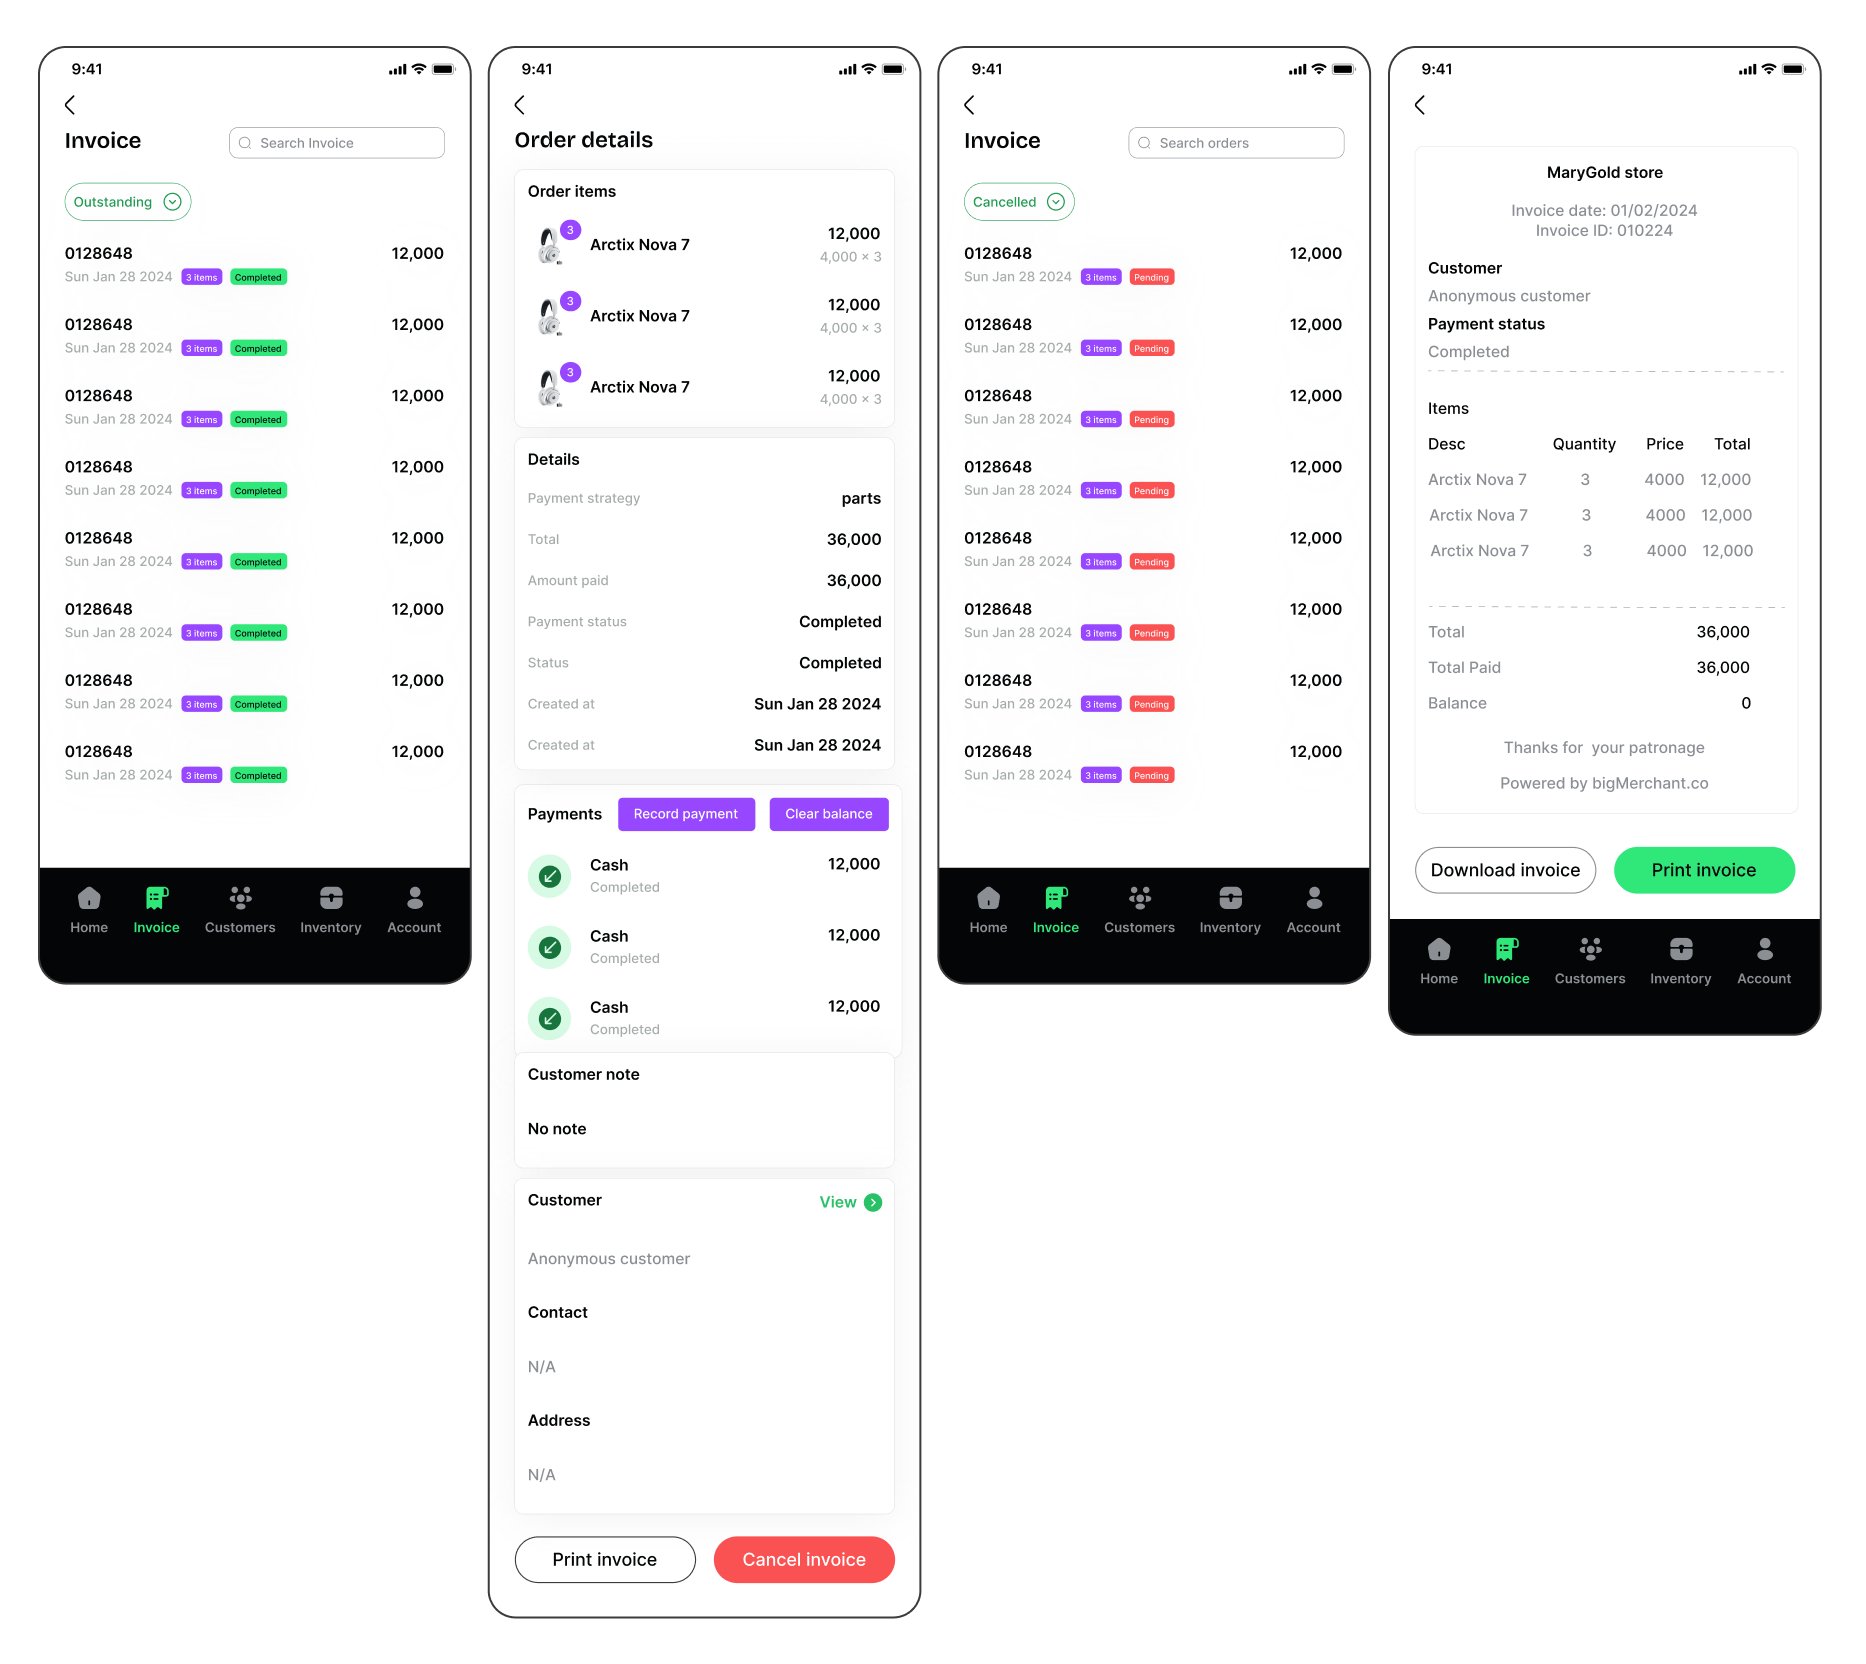 9:41
Invoice
Search Invoice
Outstanding
0128648 12,000
Sun Jan 28 2024 3 items Completed
0128648 12,000
Sun Jan 28 2024 3 items Completed
0128648 12,000
Sun Jan 28 2024 3 items Completed
0128648 12,000
Sun Jan 28 2024 3 items Completed
0128648 12,000
Sun Jan 28 2024 3 items Completed
0128648 12,000
Sun Jan 28 2024 3 items Completed
0128648 12,000
Sun Jan 28 2024 3 items Completed
0128648 12,000
Sun Jan 28 2024 3 items Completed
Home Invoice Customers Inventory Account
9:41
Order details
Order items
3 Arctix Nova 7 12,000
4,000 × 3
3 Arctix Nova 7 12,000
4,000 × 3
3 Arctix Nova 7 12,000
4,000 × 3
Details
Payment strategy parts
Total 36,000
Amount paid 36,000
Payment status Completed
Status Completed
Created at Sun Jan 28 2024
Created at Sun Jan 28 2024
Payments Record payment Clear balance
Cash 12,000
Completed
Cash 12,000
Completed
Cash 12,000
Completed
Customer note
No note
Customer View
Anonymous customer
Contact
N/A
Address
N/A
Print invoice Cancel invoice
9:41
Invoice
Search orders
Cancelled
0128648 12,000
Sun Jan 28 2024 3 items Pending
0128648 12,000
Sun Jan 28 2024 3 items Pending
0128648 12,000
Sun Jan 28 2024 3 items Pending
0128648 12,000
Sun Jan 28 2024 3 items Pending
0128648 12,000
Sun Jan 28 2024 3 items Pending
0128648 12,000
Sun Jan 28 2024 3 items Pending
0128648 12,000
Sun Jan 28 2024 3 items Pending
0128648 12,000
Sun Jan 28 2024 3 items Pending
Home Invoice Customers Inventory Account
9:41
MaryGold store
Invoice date: 01/02/2024
Invoice ID: 010224
Customer
Anonymous customer
Payment status
Completed
Items
Desc Quantity Price Total
Arctix Nova 7 3 4000 12,000
Arctix Nova 7 3 4000 12,000
Arctix Nova 7 3 4000 12,000
Total 36,000
Total Paid 36,000
Balance 0
Thanks for your patronage
Powered by bigMerchant.co
Download invoice Print invoice
Home Invoice Customers Inventory Account